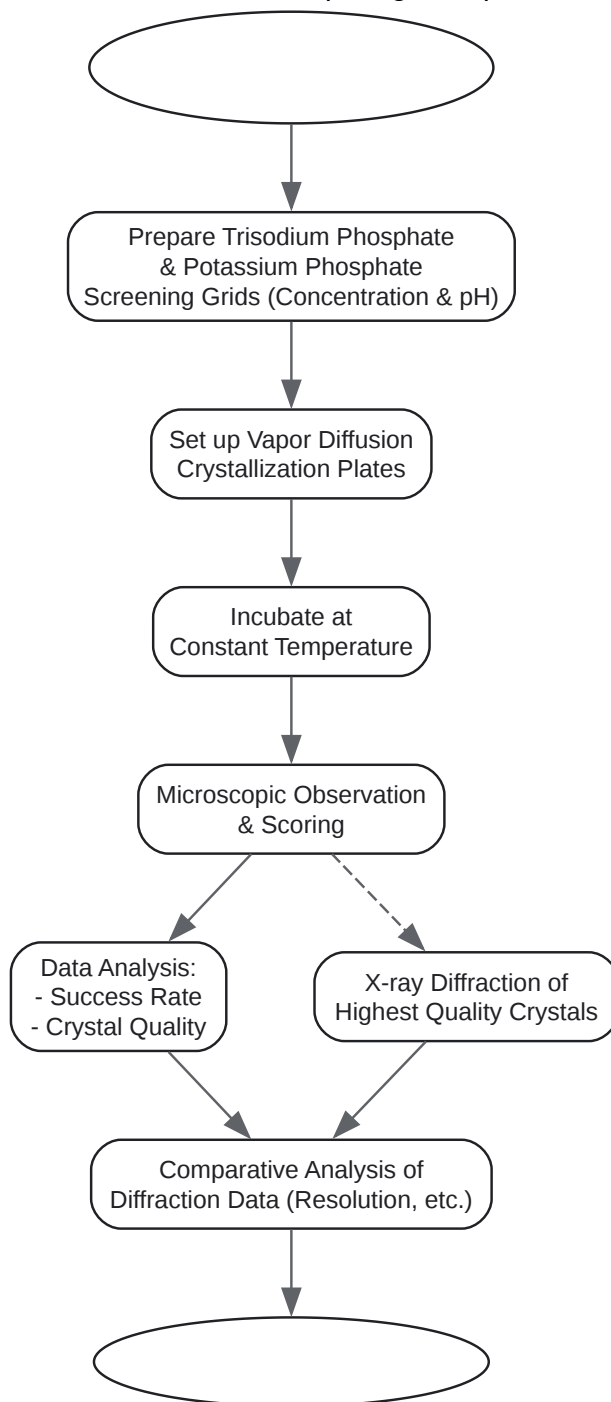 Prepare Trisodium Phosphate
& Potassium Phosphate
Screening Grids (Concentration & pH)
Set up Vapor Diffusion
Crystallization Plates
Incubate at
Constant Temperature
Microscopic Observation
& Scoring
Data Analysis:
- Success Rate
- Crystal Quality
X-ray Diffraction of
Highest Quality Crystals
Comparative Analysis of
Diffraction Data (Resolution, etc.)